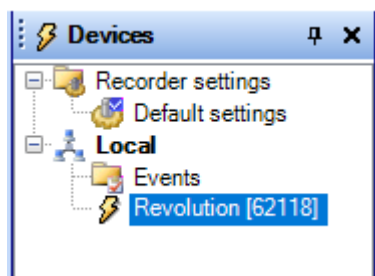 Devices
Recorder settings
Default settings
Local
Events
Revolution [62118]